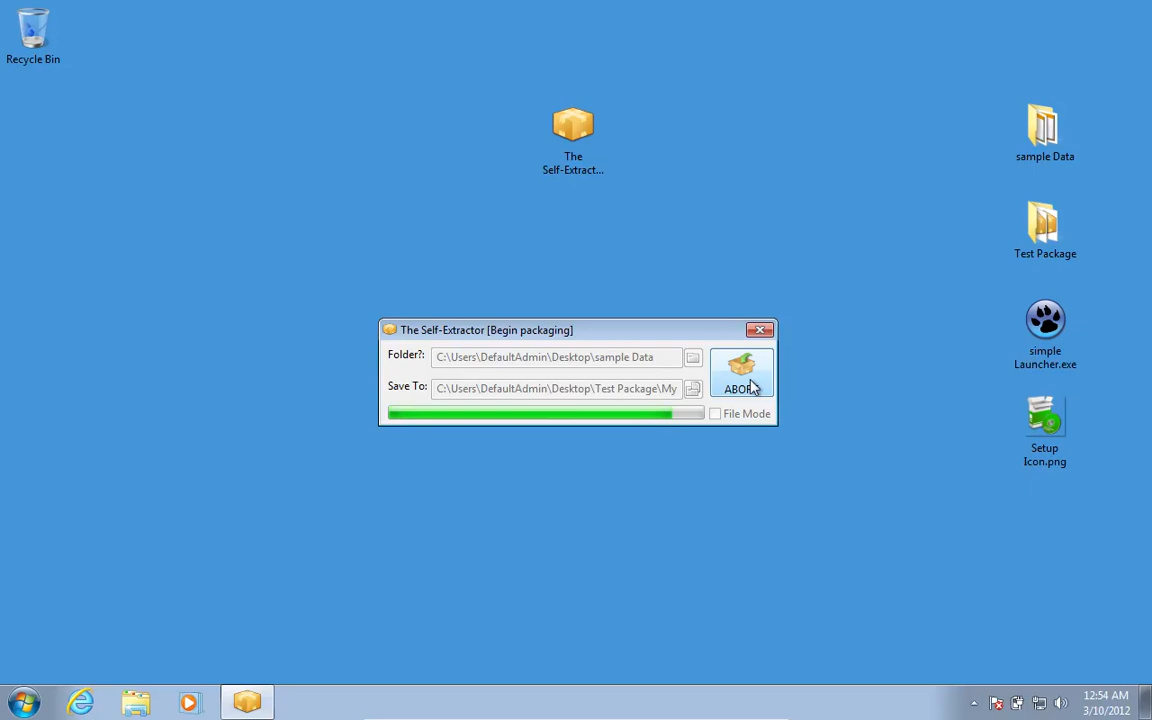 Recycle Bin
The
Self-Extract...
sample Data
Test Package
simple
Launcher.exe
Setup
Icon.png
The Self-Extractor [Begin packaging]
Folder?: C:\Users\DefaultAdmin\Desktop\sample Data
Save To: C:\Users\DefaultAdmin\Desktop\Test Package\My
ABORT
File Mode
12:54 AM
3/10/2012